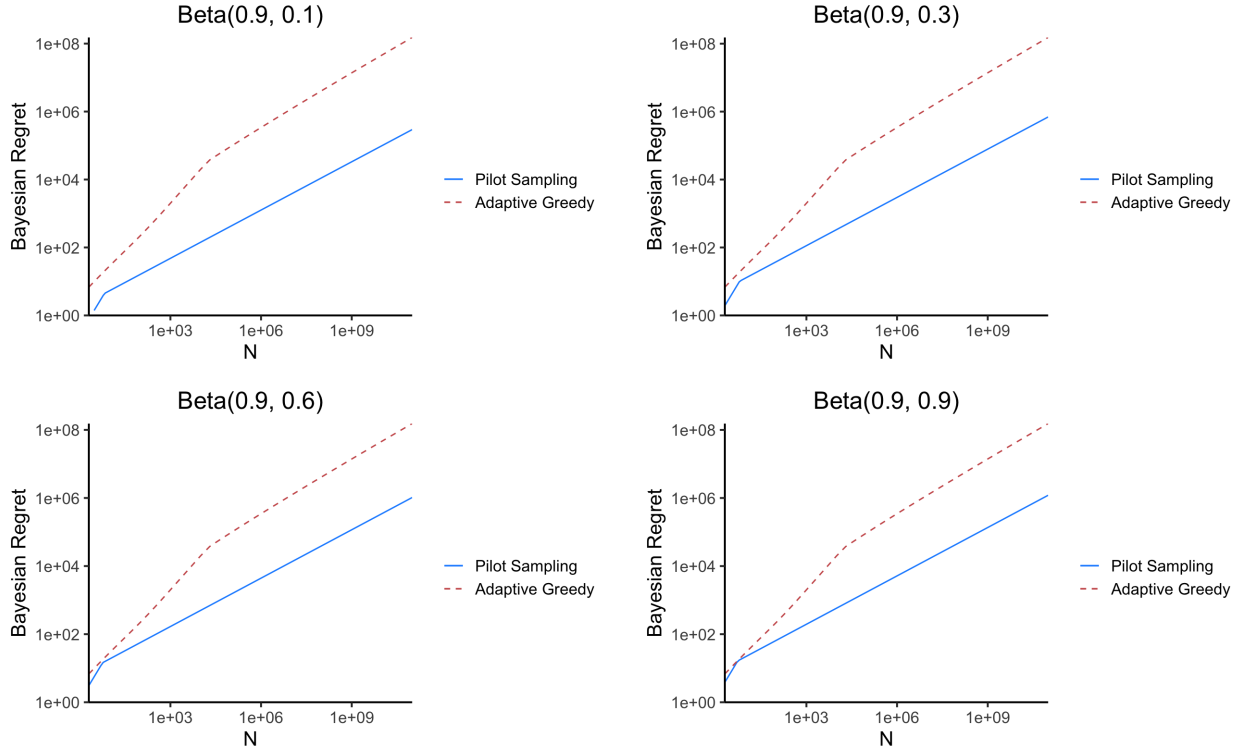 Beta(0.9, 0.1)
Bayesian Regret
1e+08
1e+06
1e+04
1e+02
1e+00
1e+03 1e+06 1e+09
N
Pilot Sampling
Adaptive Greedy
Beta(0.9, 0.3)
Bayesian Regret
1e+08
1e+06
1e+04
1e+02
1e+00
1e+03 1e+06 1e+09
N
Pilot Sampling
Adaptive Greedy
Beta(0.9, 0.6)
Bayesian Regret
1e+08
1e+06
1e+04
1e+02
1e+00
1e+03 1e+06 1e+09
N
Pilot Sampling
Adaptive Greedy
Beta(0.9, 0.9)
Bayesian Regret
1e+08
1e+06
1e+04
1e+02
1e+00
1e+03 1e+06 1e+09
N
Pilot Sampling
Adaptive Greedy